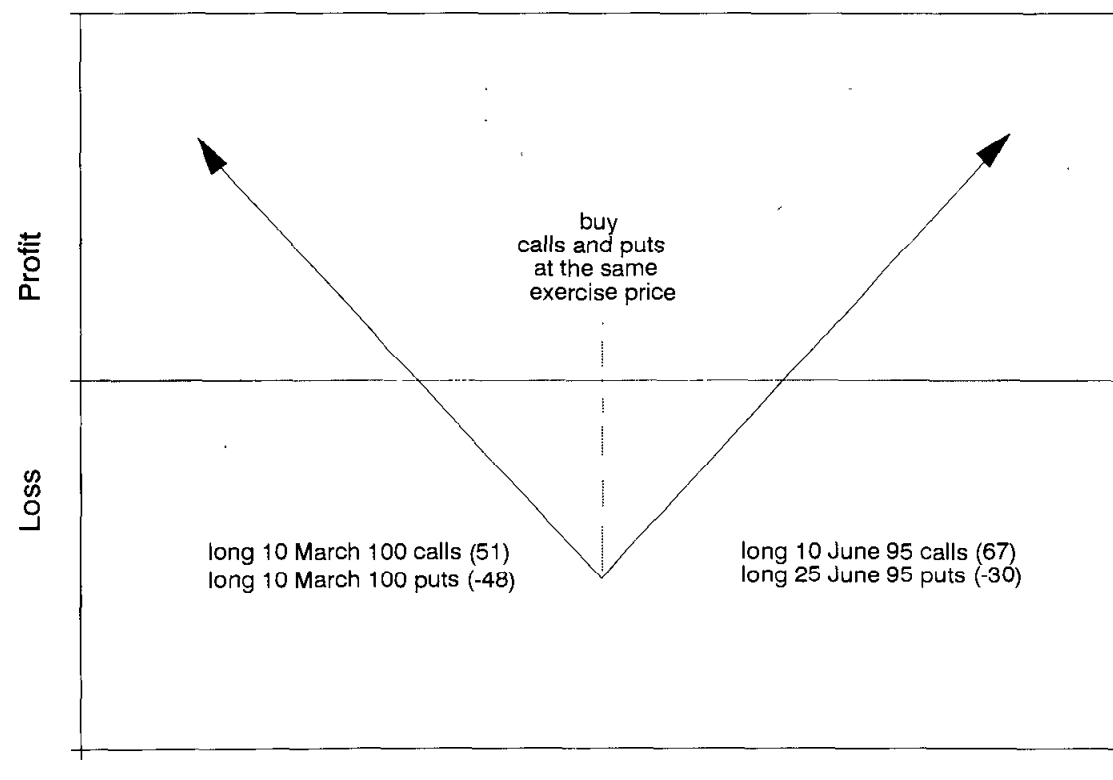 Profit
Loss
buy
calls and puts
at the same
exercise price
long 10 March 100 calls (51)
long 10 March 100 puts (-48)
long 10 June 95 calls (67)
long 25 June 95 puts (-30)